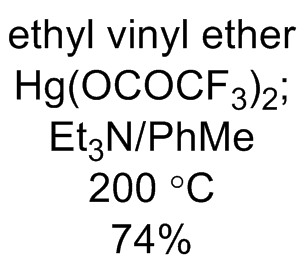 ethyl vinyl ether
Hg(OCOCF₃)₂;
Et₃N/PhMe
200 °C
74%